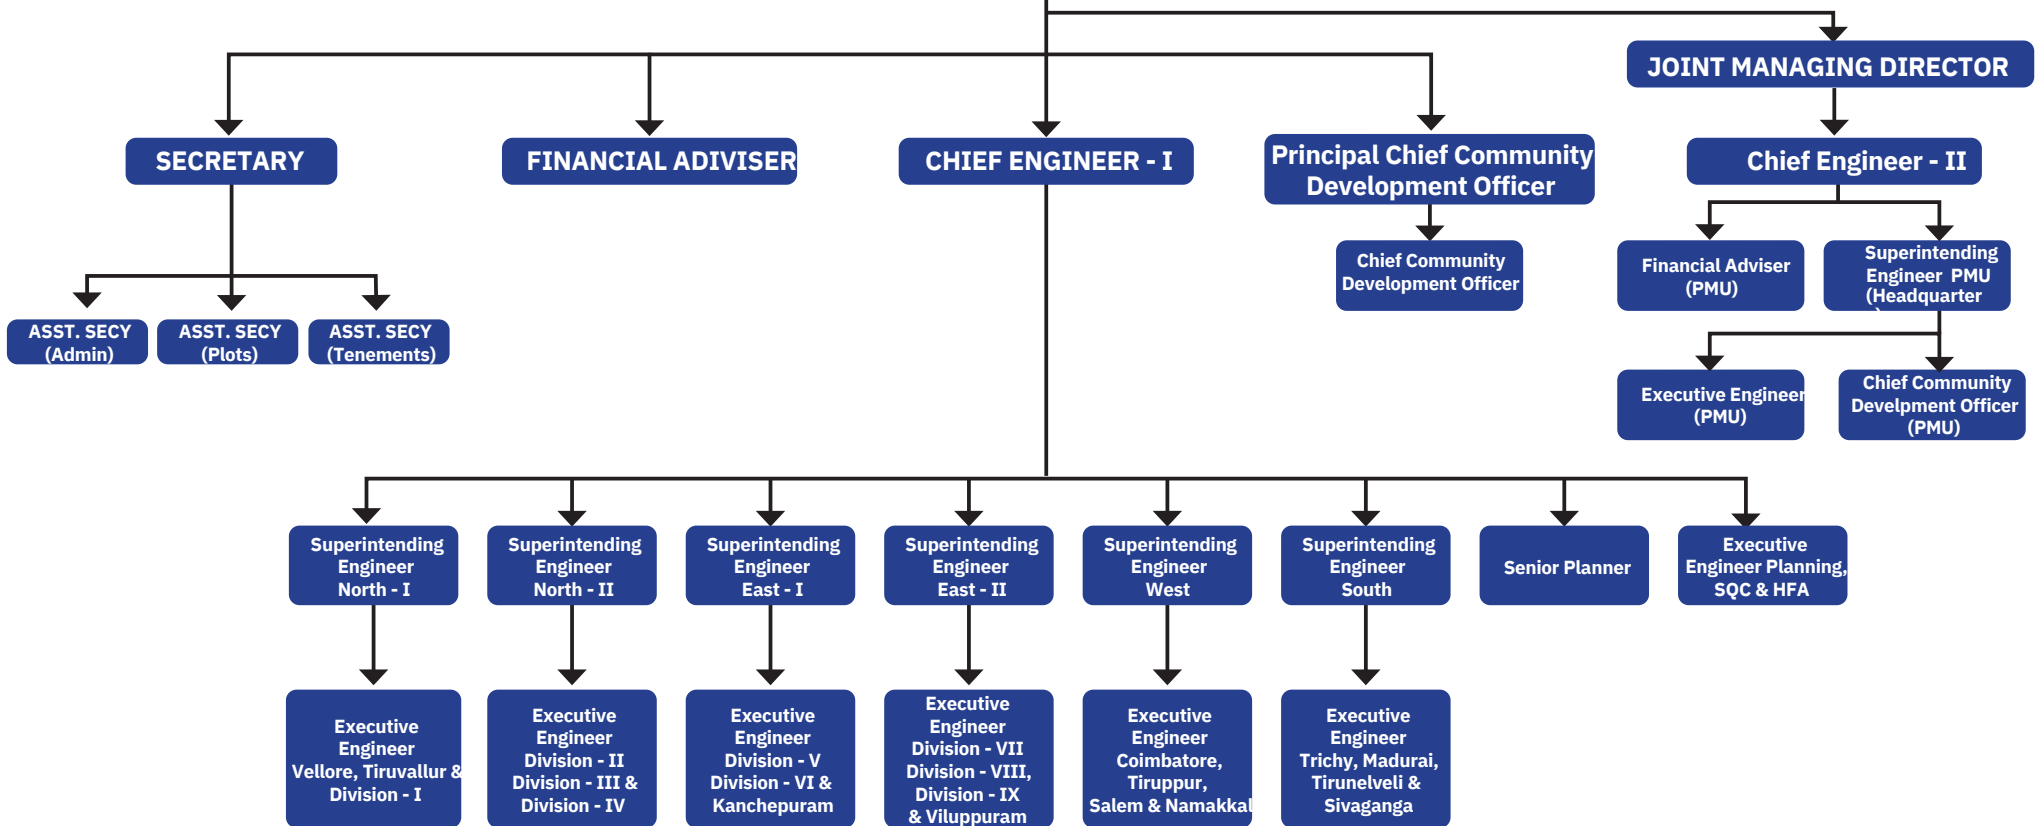 JOINT MANAGING DIRECTOR
SECRETARY
FINANCIAL ADIVISER
CHIEF ENGINEER - I
Principal Chief Community
Development Officer
Chief Engineer - II
Chief Community
Development Officer
Financial Adviser
(PMU)
Superintending
Engineer PMU
(Headquarter
)
ASST. SECY
(Admin)
ASST. SECY
(Plots)
ASST. SECY
(Tenements)
Executive Engineer
(PMU)
Chief Community
Develpment Officer
(PMU)
Superintending
Engineer
North - I
Superintending
Engineer
North - II
Superintending
Engineer
East - I
Superintending
Engineer
East - II
Superintending
Engineer
West
Superintending
Engineer
South
Senior Planner
Executive
Engineer Planning,
SQC & HFA
Executive
Engineer
Vellore, Tiruvallur &
Division - I
Executive
Engineer
Division - II
Division - III &
Division - IV
Executive
Engineer
Division - V
Division - VI &
Kanchepuram
Executive
Engineer
Division - VII
Division - VIII,
Division - IX
& Viluppuram
Executive
Engineer
Coimbatore,
Tiruppur,
Salem & Namakkal
Executive
Engineer
Trichy, Madurai,
Tirunelveli &
Sivaganga